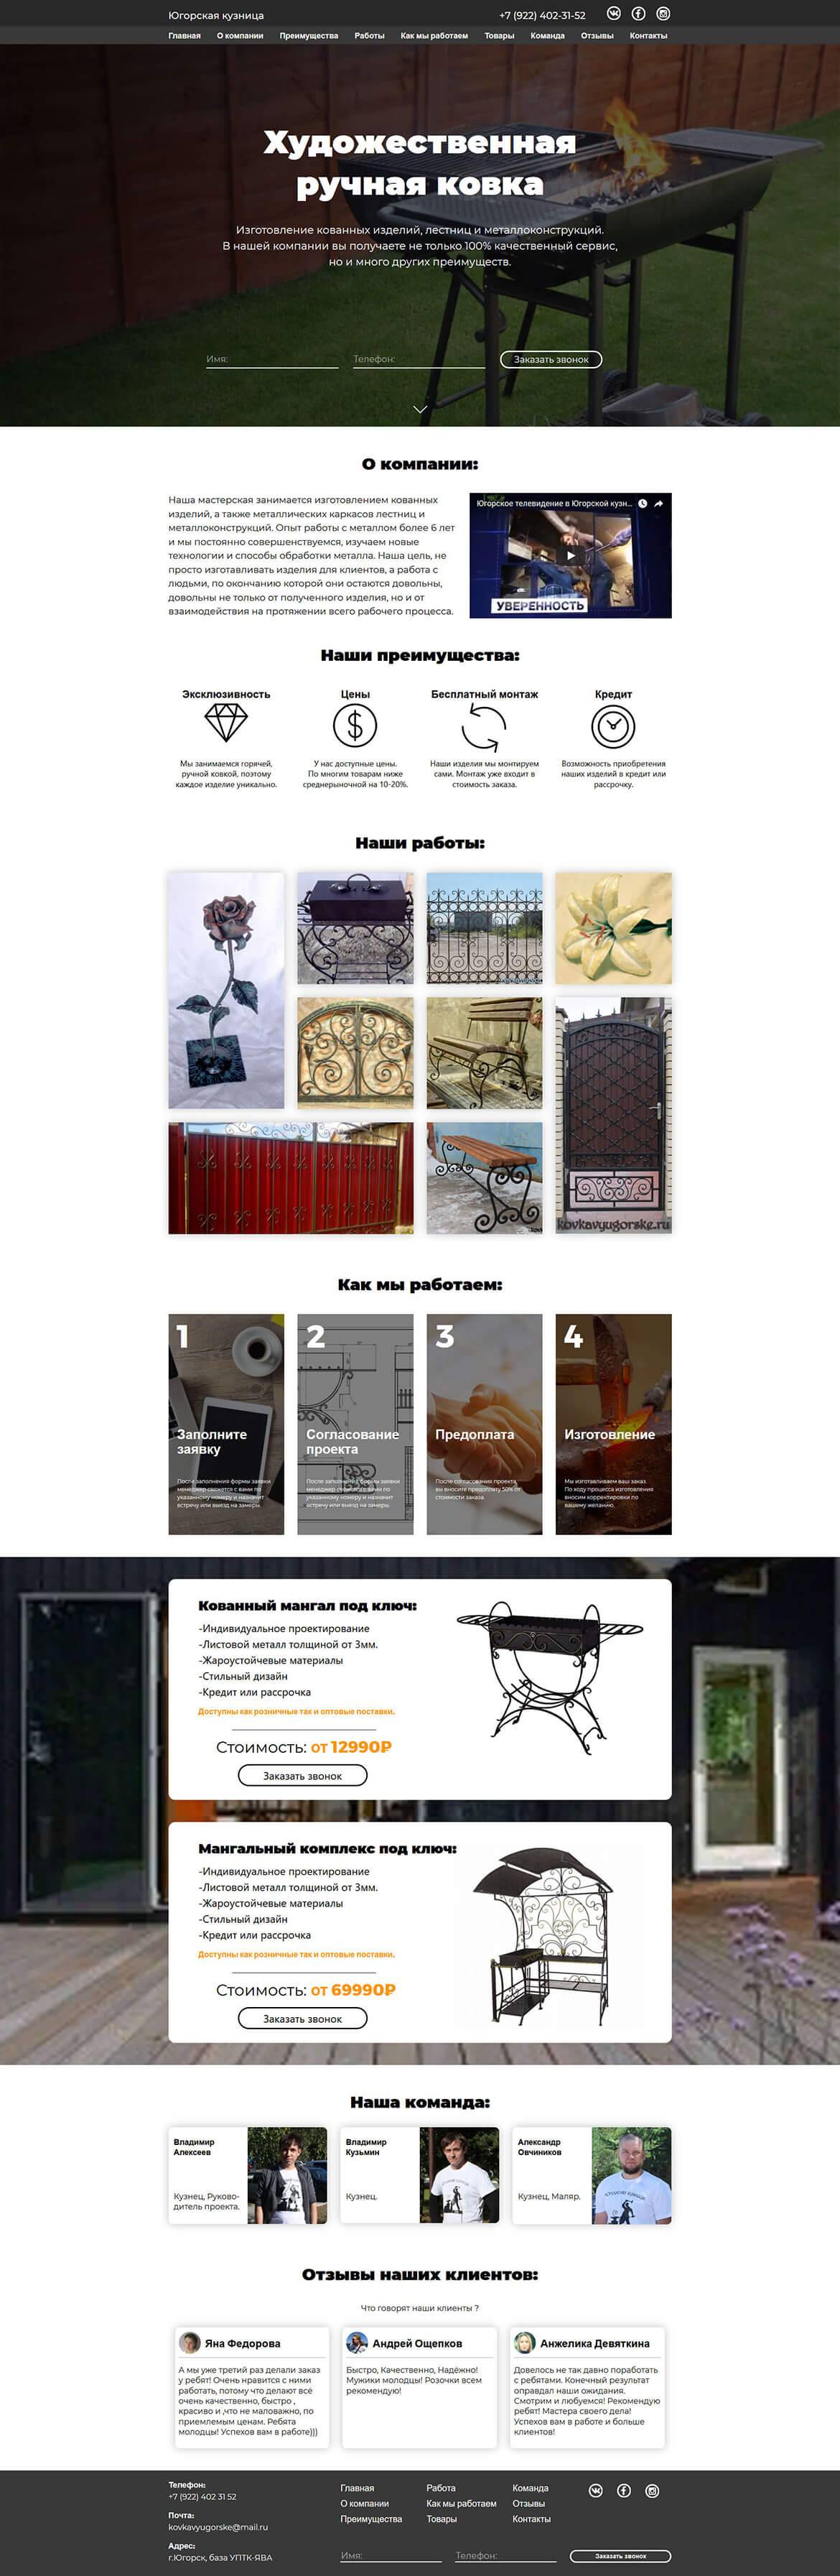 Югорская кузница
+7 (922) 402-31-52
Главная О компании Преимущества Работы Как мы работаем Товары Команда Отзывы Контакты
Художественная
ручная ковка
Изготовление кованных изделий, лестниц и металлоконструкций.
В нашей компании вы получаете не только 100% качественный сервис,
но и много других преимуществ.
Имя: Телефон: Заказать звонок
О компании:
Наша мастерская занимается изготовлением кованных
изделий, а также металлических каркасов лестниц и
металлоконструкций. Опыт работы с металлом более 6 лет
и мы постоянно совершенствуемся, изучаем новые
технологии и способы обработки металла. Наша цель, не
просто изготавливать изделия для клиентов, а работа с
людьми, по окончанию которой они остаются довольны,
довольны не только от полученного изделия, но и от
взаимодействия на протяжении всего рабочего процесса.
Югорское телевидение в Югорской кузн...
УВЕРЕННОСТЬ
Наши преимущества:
Эксклюзивность
Мы занимаемся горячей,
ручной ковкой, поэтому
каждое изделие уникально.
Цены
У нас доступные цены.
По многим товарам ниже
среднерыночной на 10-20%.
Бесплатный монтаж
Наши изделия мы монтируем
сами. Монтаж уже входит в
стоимость заказа.
Кредит
Возможность приобретения
наших изделий в кредит или
рассрочку.
Наши работы:
kovkavyugorske.ru
Как мы работаем:
1
Заполните
заявку
После заполнения формы заявки
менеджер свяжется с вами по
указанному номеру и назначит
встречу или выезд на замеры.
2
Согласование
проекта
После заполнения формы заявки
менеджер свяжется с вами по
указанному номеру и назначит
встречу или выезд на замеры.
3
Предоплата
После согласования проекта,
вы вносите предоплату 50% от
стоимости заказа.
4
Изготовление
Мы изготавливаем ваш заказ.
По ходу процесса изготовления
вносим корректировки по
вашему желанию.
Кованный мангал под ключ:
-Индивидуальное проектирование
-Листовой металл толщиной от 3мм.
-Жароустойчевые материалы
-Стильный дизайн
-Кредит или рассрочка
Доступны как розничные так и оптовые поставки.
Стоимость: от 12990₽
Заказать звонок
Мангальный комплекс под ключ:
-Индивидуальное проектирование
-Листовой металл толщиной от 3мм.
-Жароустойчевые материалы
-Стильный дизайн
-Кредит или рассрочка
Доступны как розничные так и оптовые поставки.
Стоимость: от 69990₽
Заказать звонок
Наша команда:
Владимир
Алексеев
Кузнец, Руково-
дитель проекта.
Владимир
Кузьмин
Кузнец.
Александр
Овчиников
Кузнец, Маляр.
Отзывы наших клиентов:
Что говорят наши клиенты ?
Яна Федорова
А мы уже третий раз делали заказ
у ребят! Очень нравится с ними
работать, потому что делают всё
очень качественно, быстро ,
красиво и ,что не маловажно, по
приемлемым ценам. Ребята
молодцы! Успехов вам в работе)))
Андрей Ощепков
Быстро, Качественно, Надёжно!
Мужики молодцы! Розочки всем
рекомендую!
Анжелика Девяткина
Довелось не так давно поработать
с ребятами. Конечный результат
оправдал наши ожидания.
Смотрим и любуемся! Рекомендую
ребят! Мастера своего дела!
Успехов вам в работе и больше
клиентов!
Телефон:
+7 (922) 402 31 52
Почта:
kovkavyugorske@mail.ru
Адрес:
г.Югорск, база УПТК-ЯВА
Главная
О компании
Преимущества
Работа
Как мы работаем
Товары
Команда
Отзывы
Контакты
Имя: Телефон: Заказать звонок